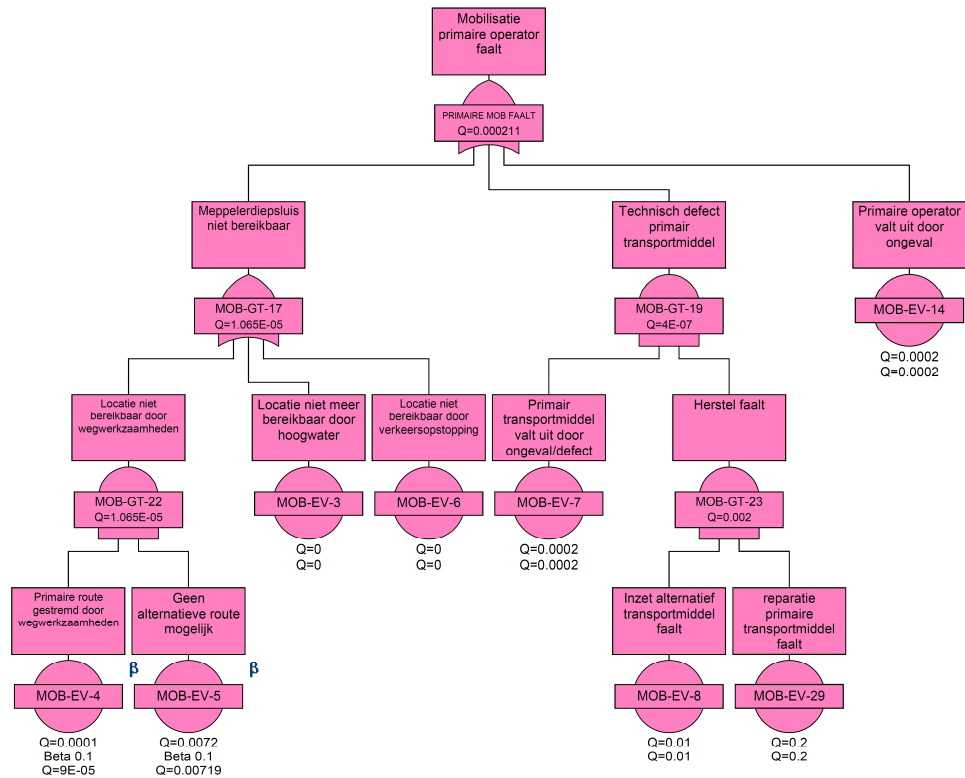 Mobilisatie
primaire operator
faalt
PRIMAIRE MOB FAALT
Q=0.000211
Meppelerdiepsluis
niet bereikbaar
MOB-GT-17
Q=1.065E-05
Technisch defect
primair
transportmiddel
MOB-GT-19
Q=4E-07
Primaire operator
valt uit door
ongeval
MOB-EV-14
Q=0.0002
Q=0.0002
Locatie niet
bereikbaar door
wegwerkzaamheden
MOB-GT-22
Q=1.065E-05
Locatie niet meer
bereikbaar door
hoogwater
MOB-EV-3
Q=0
Q=0
Locatie niet
bereikbaar door
verkeersopstopping
MOB-EV-6
Q=0
Q=0
Primair
transportmiddel
valt uit door
ongeval/defect
MOB-EV-7
Q=0.0002
Q=0.0002
Herstel faalt
MOB-GT-23
Q=0.002
Primaire route
gestremd door
wegwerkzaamheden
β
MOB-EV-4
Q=0.0001
Beta 0.1
Q=9E-05
Geen
alternatieve route
mogelijk
β
MOB-EV-5
Q=0.0072
Beta 0.1
Q=0.00719
Inzet alternatief
transportmiddel
faalt
MOB-EV-8
Q=0.01
Q=0.01
reparatie
primaire
transportmiddel
faalt
MOB-EV-29
Q=0.2
Q=0.2